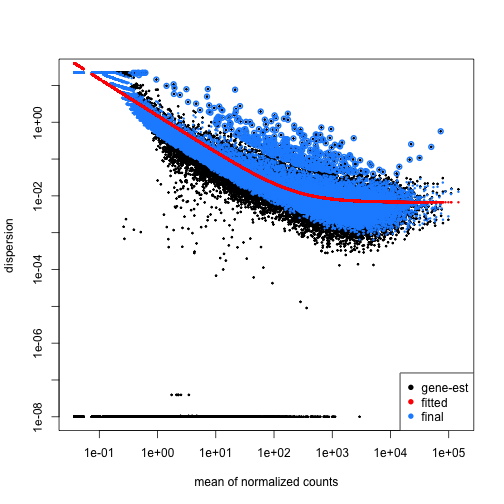 dispersion
1e+00
1e-02
1e-04
1e-06
1e-08
gene-est
fitted
final
1e-01
1e+00
1e+01
1e+02
1e+03
1e+04
1e+05
mean of normalized counts